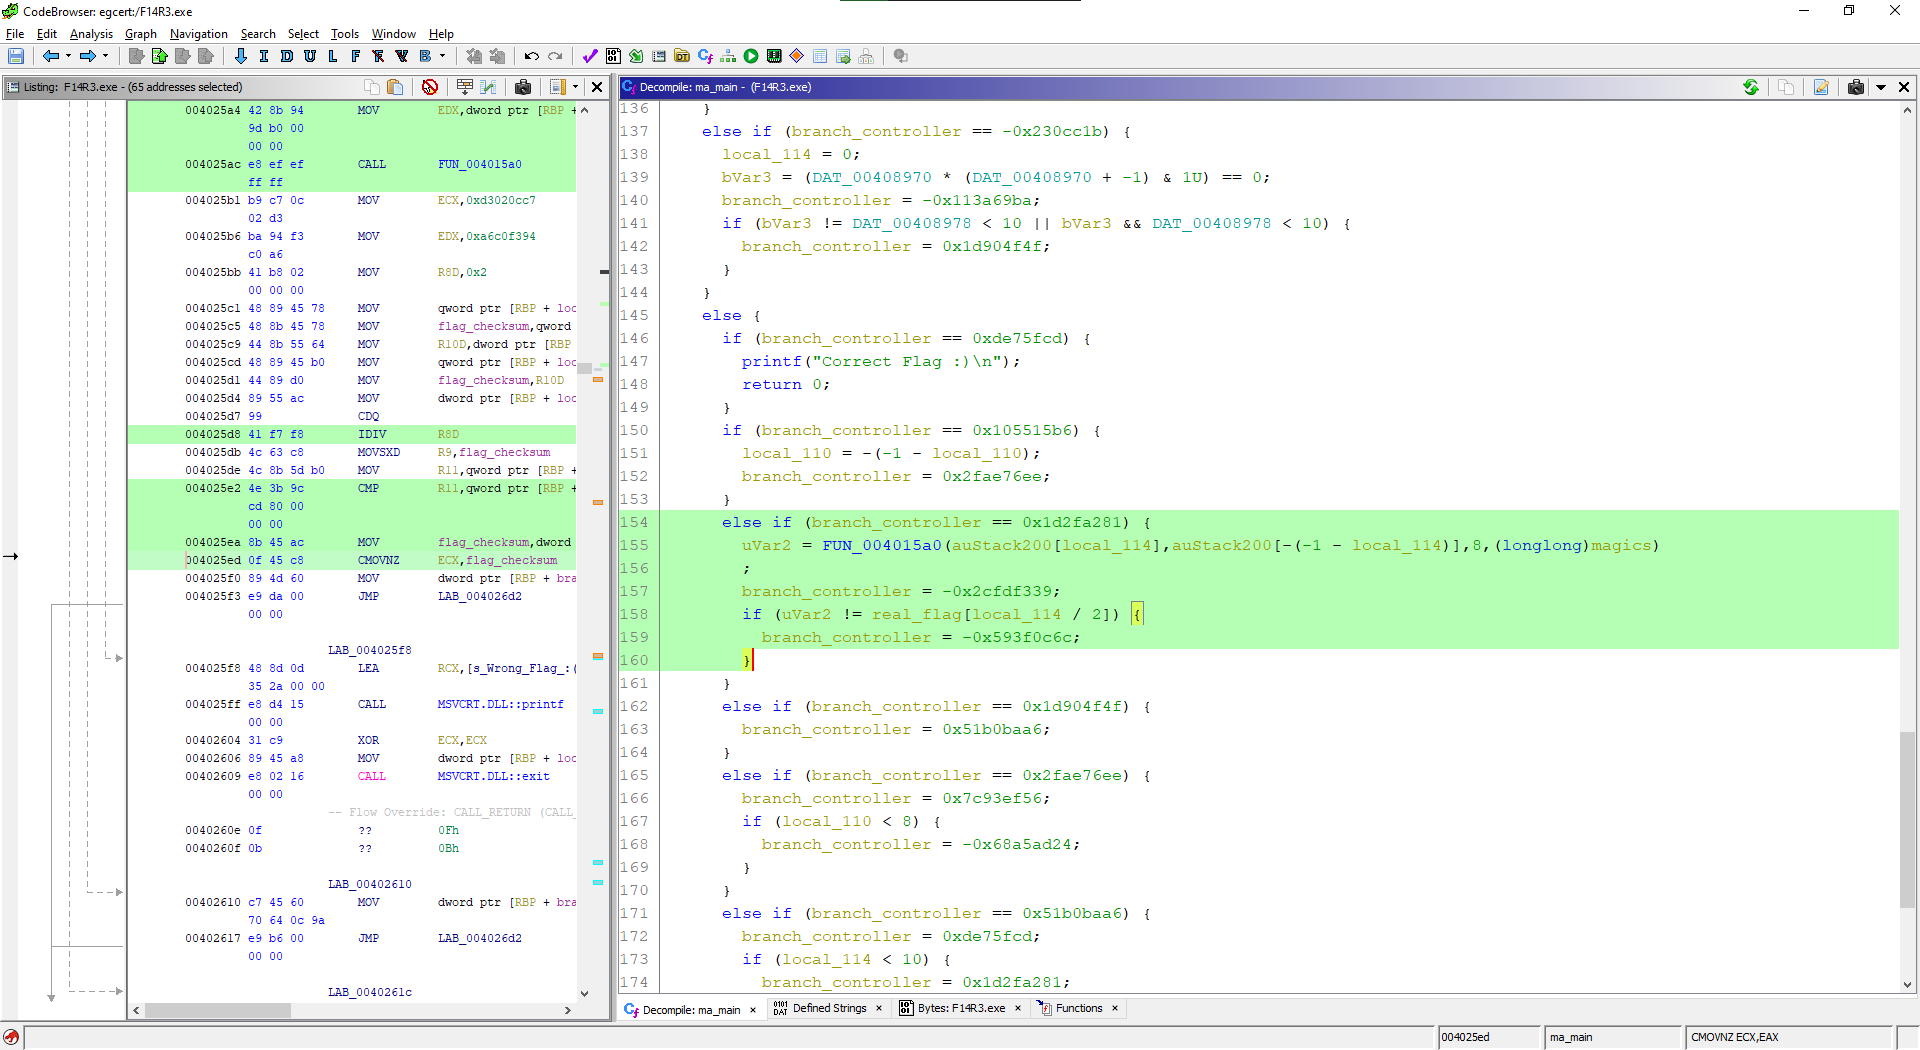 CodeBrowser: egcert:/F14R3.exe
File Edit Analysis Graph Navigation Search Select Tools Window Help
Listing: F14R3.exe - (65 addresses selected)
004025a4 42 8b 94 MOV EDX,dword ptr [RBP +
9d b0 00
00 00
004025ac e8 ef ef CALL FUN_004015a0
ff ff
004025b1 b9 c7 0c MOV ECX,0xd3020cc7
02 d3
004025b6 ba 94 f3 MOV EDX,0xa6c0f394
c0 a6
004025bb 41 b8 02 MOV R8D,0x2
00 00 00
004025c1 48 89 45 78 MOV qword ptr [RBP + loc
004025c5 48 8b 45 78 MOV flag_checksum,qword
004025c9 44 8b 55 64 MOV R10D,dword ptr [RBP
004025cd 48 89 45 b0 MOV qword ptr [RBP + loc
004025d1 44 89 d0 MOV flag_checksum,R10D
004025d4 89 55 ac MOV dword ptr [RBP + loc
004025d7 99 CDQ
004025d8 41 f7 f8 IDIV R8D
004025db 4c 63 c8 MOVSXD R9,flag_checksum
004025de 4c 8b 5d b0 MOV R11,qword ptr [RBP +
004025e2 4e 3b 9c CMP R11,qword ptr [RBP +
cd 80 00
00 00
004025ea 8b 45 ac MOV flag_checksum,dword
004025ed 0f 45 c8 CMOVNZ ECX,flag_checksum
004025f0 89 4d 60 MOV dword ptr [RBP + bra
004025f3 e9 da 00 JMP LAB_004026d2
00 00
LAB_004025f8
004025f8 48 8d 0d LEA RCX,[s_Wrong_Flag_:(
35 2a 00 00
004025ff e8 d4 15 CALL MSVCRT.DLL::printf
00 00
00402604 31 c9 XOR ECX,ECX
00402606 89 45 a8 MOV dword ptr [RBP + loc
00402609 e8 02 16 CALL MSVCRT.DLL::exit
00 00
-- Flow Override: CALL_RETURN (CALL_
0040260e 0f ?? 0Fh
0040260f 0b ?? 0Bh
LAB_00402610
00402610 c7 45 60 MOV dword ptr [RBP + bra
70 64 0c 9a
00402617 e9 b6 00 JMP LAB_004026d2
00 00
LAB_0040261c
Decompile: ma_main - (F14R3.exe)
136 }
137 else if (branch_controller == -0x230cc1b) {
138 local_114 = 0;
139 bVar3 = (DAT_00408970 * (DAT_00408970 + -1) & 1U) == 0;
140 branch_controller = -0x113a69ba;
141 if (bVar3 != DAT_00408978 < 10 || bVar3 && DAT_00408978 < 10) {
142 branch_controller = 0x1d904f4f;
143 }
144 }
145 else {
146 if (branch_controller == 0xde75fcd) {
147 printf("Correct Flag :)\n");
148 return 0;
149 }
150 if (branch_controller == 0x105515b6) {
151 local_110 = -(-1 - local_110);
152 branch_controller = 0x2fae76ee;
153 }
154 else if (branch_controller == 0x1d2fa281) {
155 uVar2 = FUN_004015a0(auStack200[local_114],auStack200[-(-1 - local_114)],8,(longlong)magics)
156 ;
157 branch_controller = -0x2cfdf339;
158 if (uVar2 != real_flag[local_114 / 2]) {
159 branch_controller = -0x593f0c6c;
160 }
161 }
162 else if (branch_controller == 0x1d904f4f) {
163 branch_controller = 0x51b0baa6;
164 }
165 else if (branch_controller == 0x2fae76ee) {
166 branch_controller = 0x7c93ef56;
167 if (local_110 < 8) {
168 branch_controller = -0x68a5ad24;
169 }
170 }
171 else if (branch_controller == 0x51b0baa6) {
172 branch_controller = 0xde75fcd;
173 if (local_114 < 10) {
174 branch_controller = 0x1d2fa281;
Decompile: ma_main × Defined Strings × Bytes: F14R3.exe × Functions ×
004025ed ma_main CMOVNZ ECX,EAX